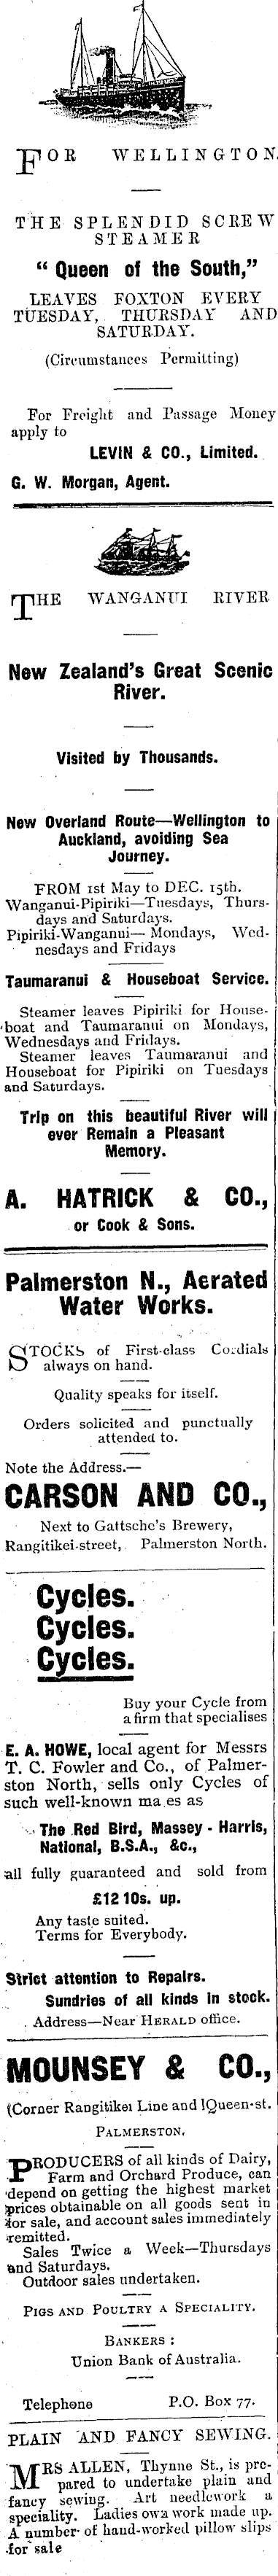 FOR WELLINGTON.
THE SPLENDID SCREW
STEAMER
“ Queen of the South,”
LEAVES FOXTON EVERY
TUESDAY, THURSDAY AND
SATURDAY.
(Circumstances Permitting)
For Freight and Passage Money
apply to
LEVIN & CO., Limited.
G. W. Morgan, Agent.
THE WANGANUI RIVER
New Zealand's Great Scenic
River.
Visited by Thousands.
New Overland Route—Wellington to
Auckland, avoiding Sea
Journey.
FROM 1st May to DEC. 15th.
Wanganui-Pipiriki—Tuesdays, Thurs-
days and Saturdays.
Pipiriki-Wanganui— Mondays, Wed-
nesdays and Fridays
Taumaranui & Houseboat Service.
Steamer leaves Pipiriki for House-
boat and Taumaranui on Mondays,
Wednesdays and Fridays.
Steamer leaves Taumaranui and
Houseboat for Pipiriki on Tuesdays
and Saturdays.
Trip on this beautiful River will
ever Remain a Pleasant
Memory.
A. HATRICK & CO.,
or Cook & Sons.
Palmerston N., Aerated
Water Works.
STOCKS of First-class Cordials
always on hand.
Quality speaks for itself.
Orders solicited and punctually
attended to.
Note the Address.—
CARSON AND CO.,
Next to Gattsche's Brewery,
Rangitikei-street, Palmerston North.
Cycles.
Cycles.
Cycles.
Buy your Cycle from
a firm that specialises
E. A. HOWE, local agent for Messrs
T. C. Fowler and Co., of Palmer-
ston North, sells only Cycles of
such well-known ma es as
The Red Bird, Massey - Harris,
National, B.S.A., &c.,
all fully guaranteed and sold from
£12 10s. up.
Any taste suited.
Terms for Everybody.
Strict attention to Repairs.
Sundries of all kinds in stock.
Address—Near HERALD office.
MOUNSEY & CO.,
(Corner Rangitikei Line and Queen-st.
PALMERSTON.
PRODUCERS of all kinds of Dairy,
Farm and Orchard Produce, can
depend on getting the highest market
prices obtainable on all goods sent in
for sale, and account sales immediately
remitted.
Sales Twice a Week—Thursdays
and Saturdays.
Outdoor sales undertaken.
PIGS AND POULTRY A SPECIALITY.
BANKERS :
Union Bank of Australia.
Telephone P.O. Box 77.
PLAIN AND FANCY SEWING.
MRS ALLEN, Thynne St., is pre-
pared to undertake plain and
fancy sewing. Art needlework a
speciality. Ladies own work made up.
A number of hand-worked pillow slips
for sale